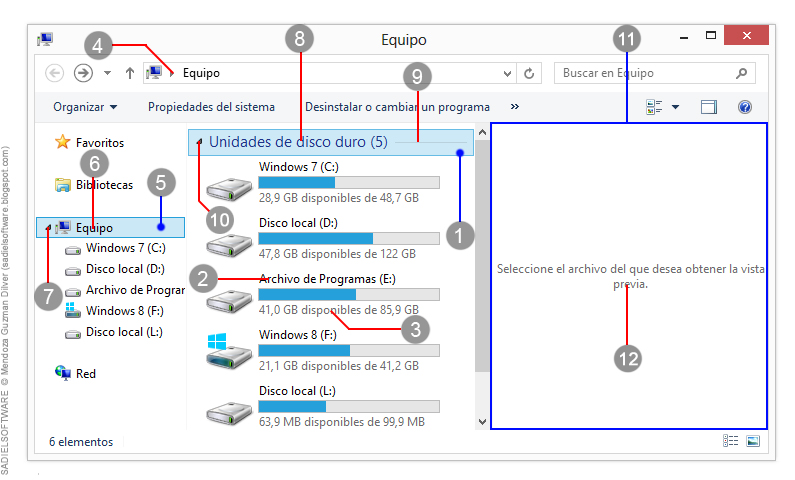 Equipo
11
8
4
Equipo
Buscar en Equipo
9
Organizar
Propiedades del sistema
Desinstalar o cambiar un programa
»
Favoritos
Unidades de disco duro (5)
6
Windows 7 (C:)
Bibliotecas
5
28,9 GB disponibles de 48,7 GB
10
Equipo
Disco local (D:)
1
Windows 7 (C:)
47,8 GB disponibles de 122 GB
Disco local (D:)
Seleccione el archivo del que desea obtener la vista
previa.
2
Archivo de Programas (E:)
Archivo de Prograr
7
41,0 GB disponibles de 85,9 GB
Windows 8 (F:)
3
Disco local (L:)
Windows 8 (F:)
12
21,1 GB disponibles de 41,2 GB
Red
Disco local (L:)
63,9 MB disponibles de 99,9 MB
6 elementos
SADIELSOFTWARE © Mendoza Guzman Dilver (sadielsoftware.blogspot.com)